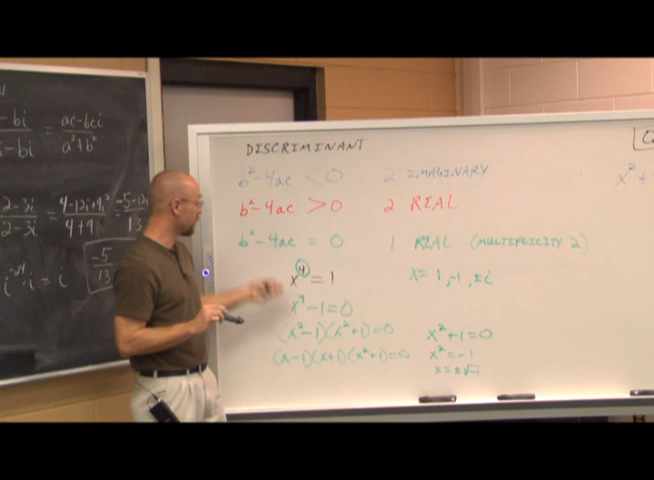 - bi
- bi
= ac-bci
a²+b²
2-3i
2-3i
= 4-12i+9i²
4+9
= -5-12i
13
-5
13
i⁻²⁴·i = i
DISCRIMINANT
b²-4ac < 0 2 IMAGINARY
b²-4ac > 0 2 REAL
b²-4ac = 0 1 REAL (MULTIPLICITY 2)
x⁴ = 1 x = 1, -1, ±i
x⁴-1=0
(x²-1)(x²+1)=0 x²+1=0
(x-1)(x+1)(x²+1)=0 x²=-1
x=±√-1
x²+